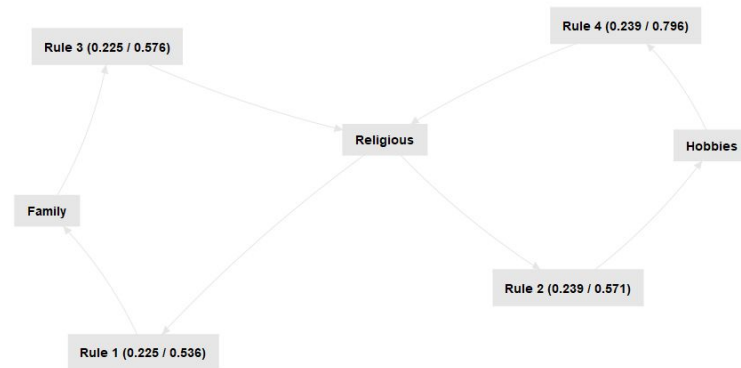 Rule 4 (0.239 / 0.796)
Rule 3 (0.225 / 0.576)
Religious
Hobbies
Family
Rule 2 (0.239 / 0.571)
Rule 1 (0.225 / 0.536)